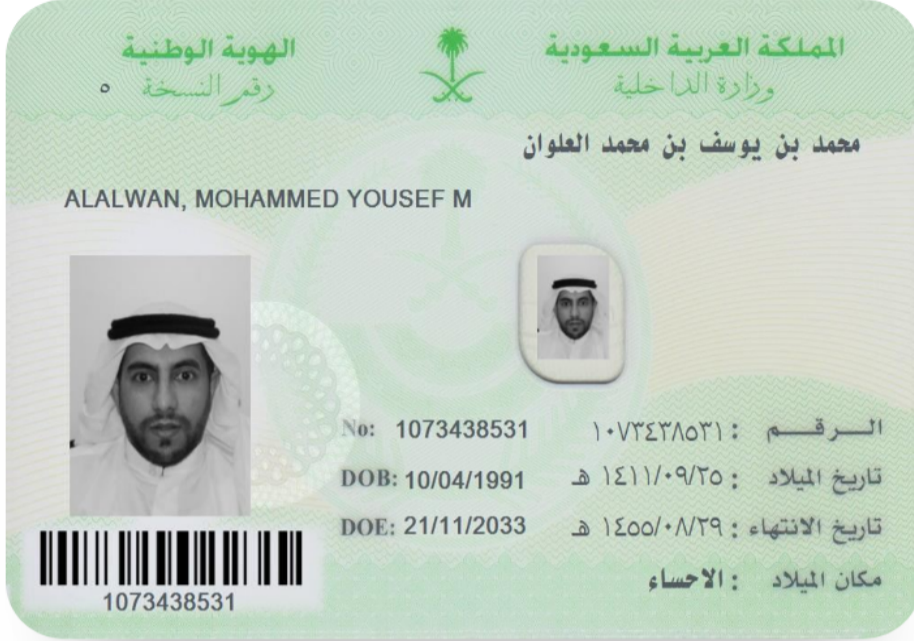 المملكة العربية السعودية
وزارة الداخلية
الهوية الوطنية
رقم النسخة ٥
محمد بن يوسف بن محمد العلوان
ALALWAN, MOHAMMED YOUSEF M
الـــرقـــم : ١٠٧٣٤٣٨٥٣١ No: 1073438531
تاريخ الميلاد : ١٤١١/٠٩/٢٥ هـ DOB: 10/04/1991
تاريخ الانتهاء : ١٤٥٥/٠٨/٢٩ هـ DOE: 21/11/2033
مكان الميلاد : الاحساء
1073438531